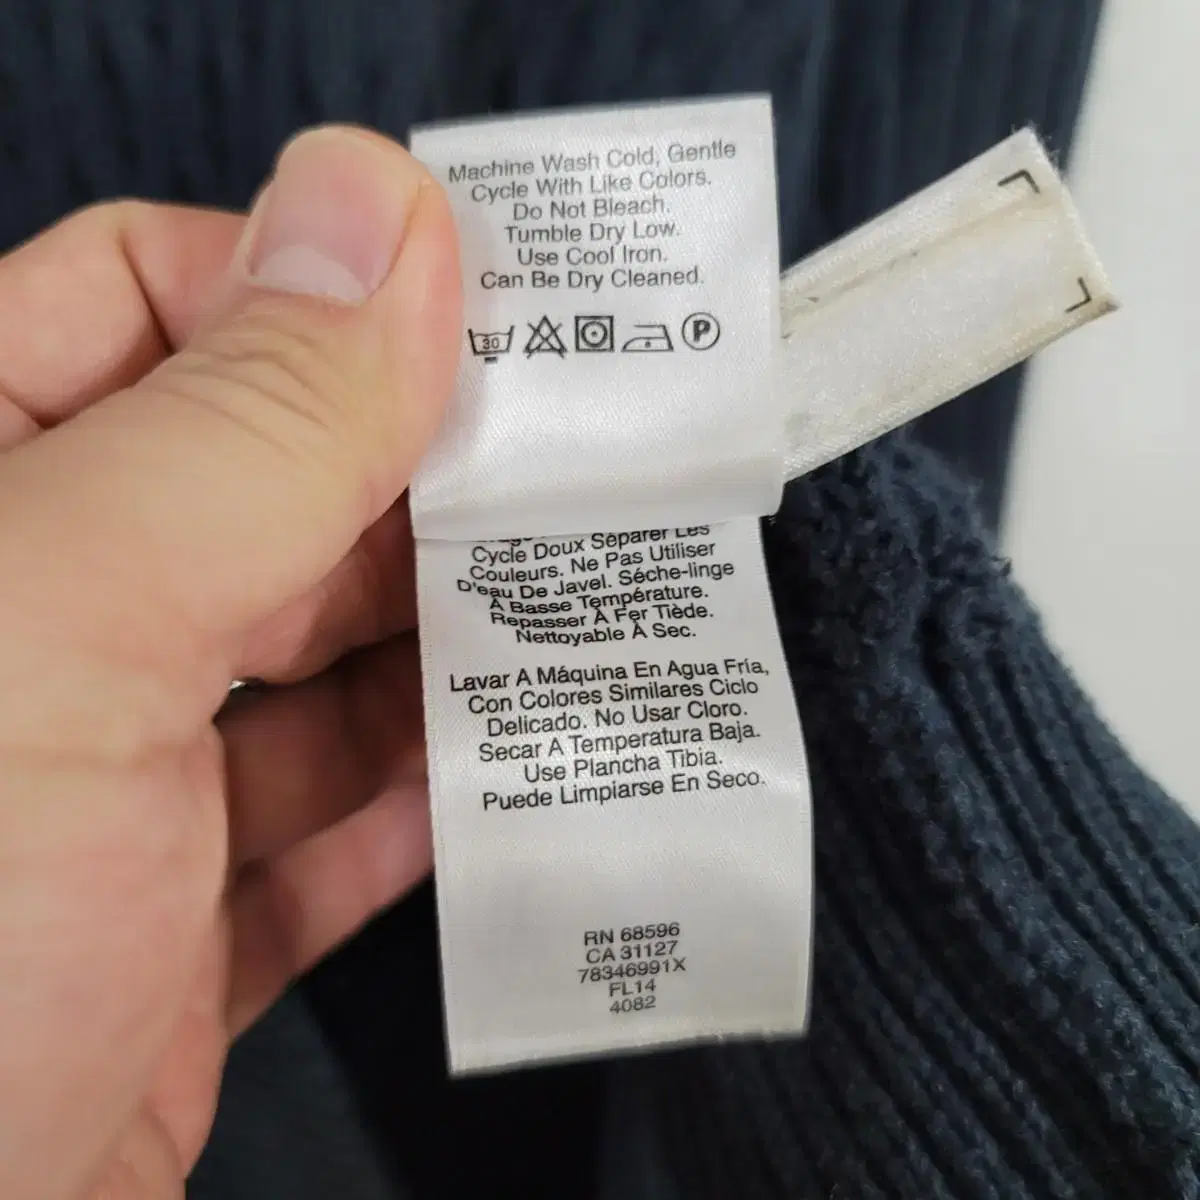 Machine Wash Cold, Gentle
Cycle With Like Colors.
Do Not Bleach.
Tumble Dry Low.
Use Cool Iron.
Can Be Dry Cleaned.
30 P
Cycle Doux Séparer Les
Couleurs. Ne Pas Utiliser
D'eau De Javel. Séche-linge
À Basse Température.
Repasser À Fer Tiède.
Nettoyable À Sec.
Lavar A Máquina En Agua Fría,
Con Colores Similares Ciclo
Delicado. No Usar Cloro.
Secar A Temperatura Baja.
Use Plancha Tibia.
Puede Limpiarse En Seco.
RN 68596
CA 31127
78346991X
FL14
4082